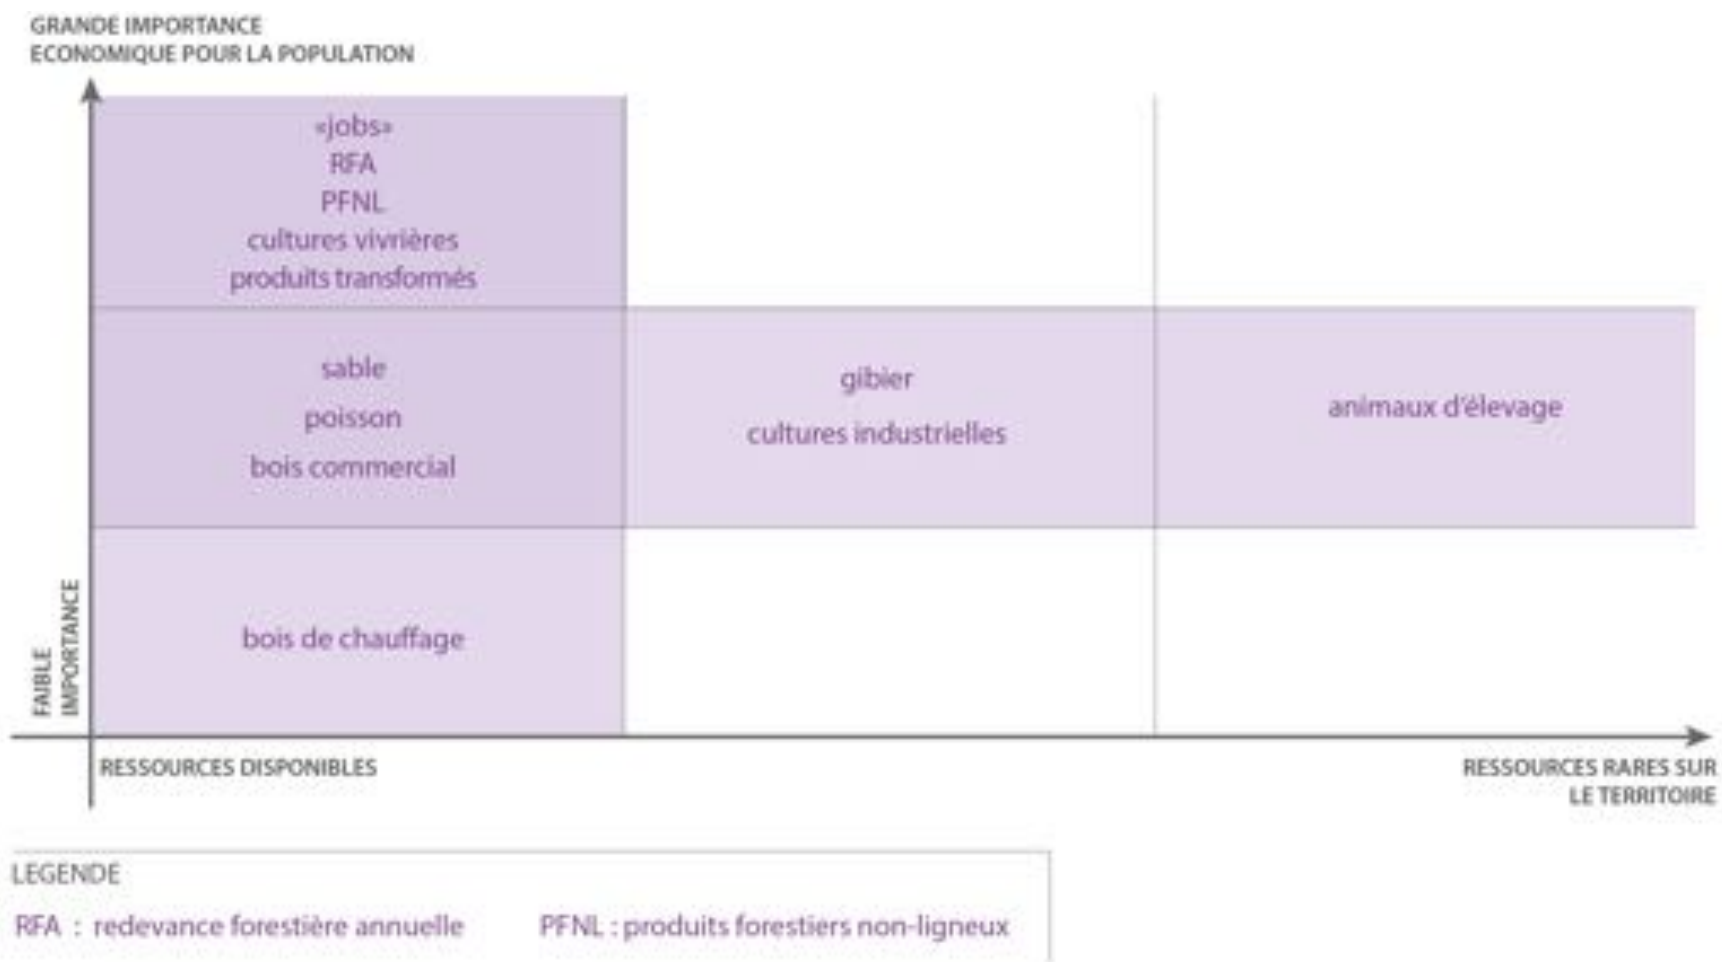 GRANDE IMPORTANCE
ECONOMIQUE POUR LA POPULATION
«jobs»
RFA
PFNL
cultures vivrières
produits transformés
sable
poisson
bois commercial
gibier
cultures industrielles
animaux d'élevage
bois de chauffage
FAIBLE
IMPORTANCE
RESSOURCES DISPONIBLES
RESSOURCES RARES SUR
LE TERRITOIRE
LEGENDE
RFA : redevance forestière annuelle
PFNL : produits forestiers non-ligneux